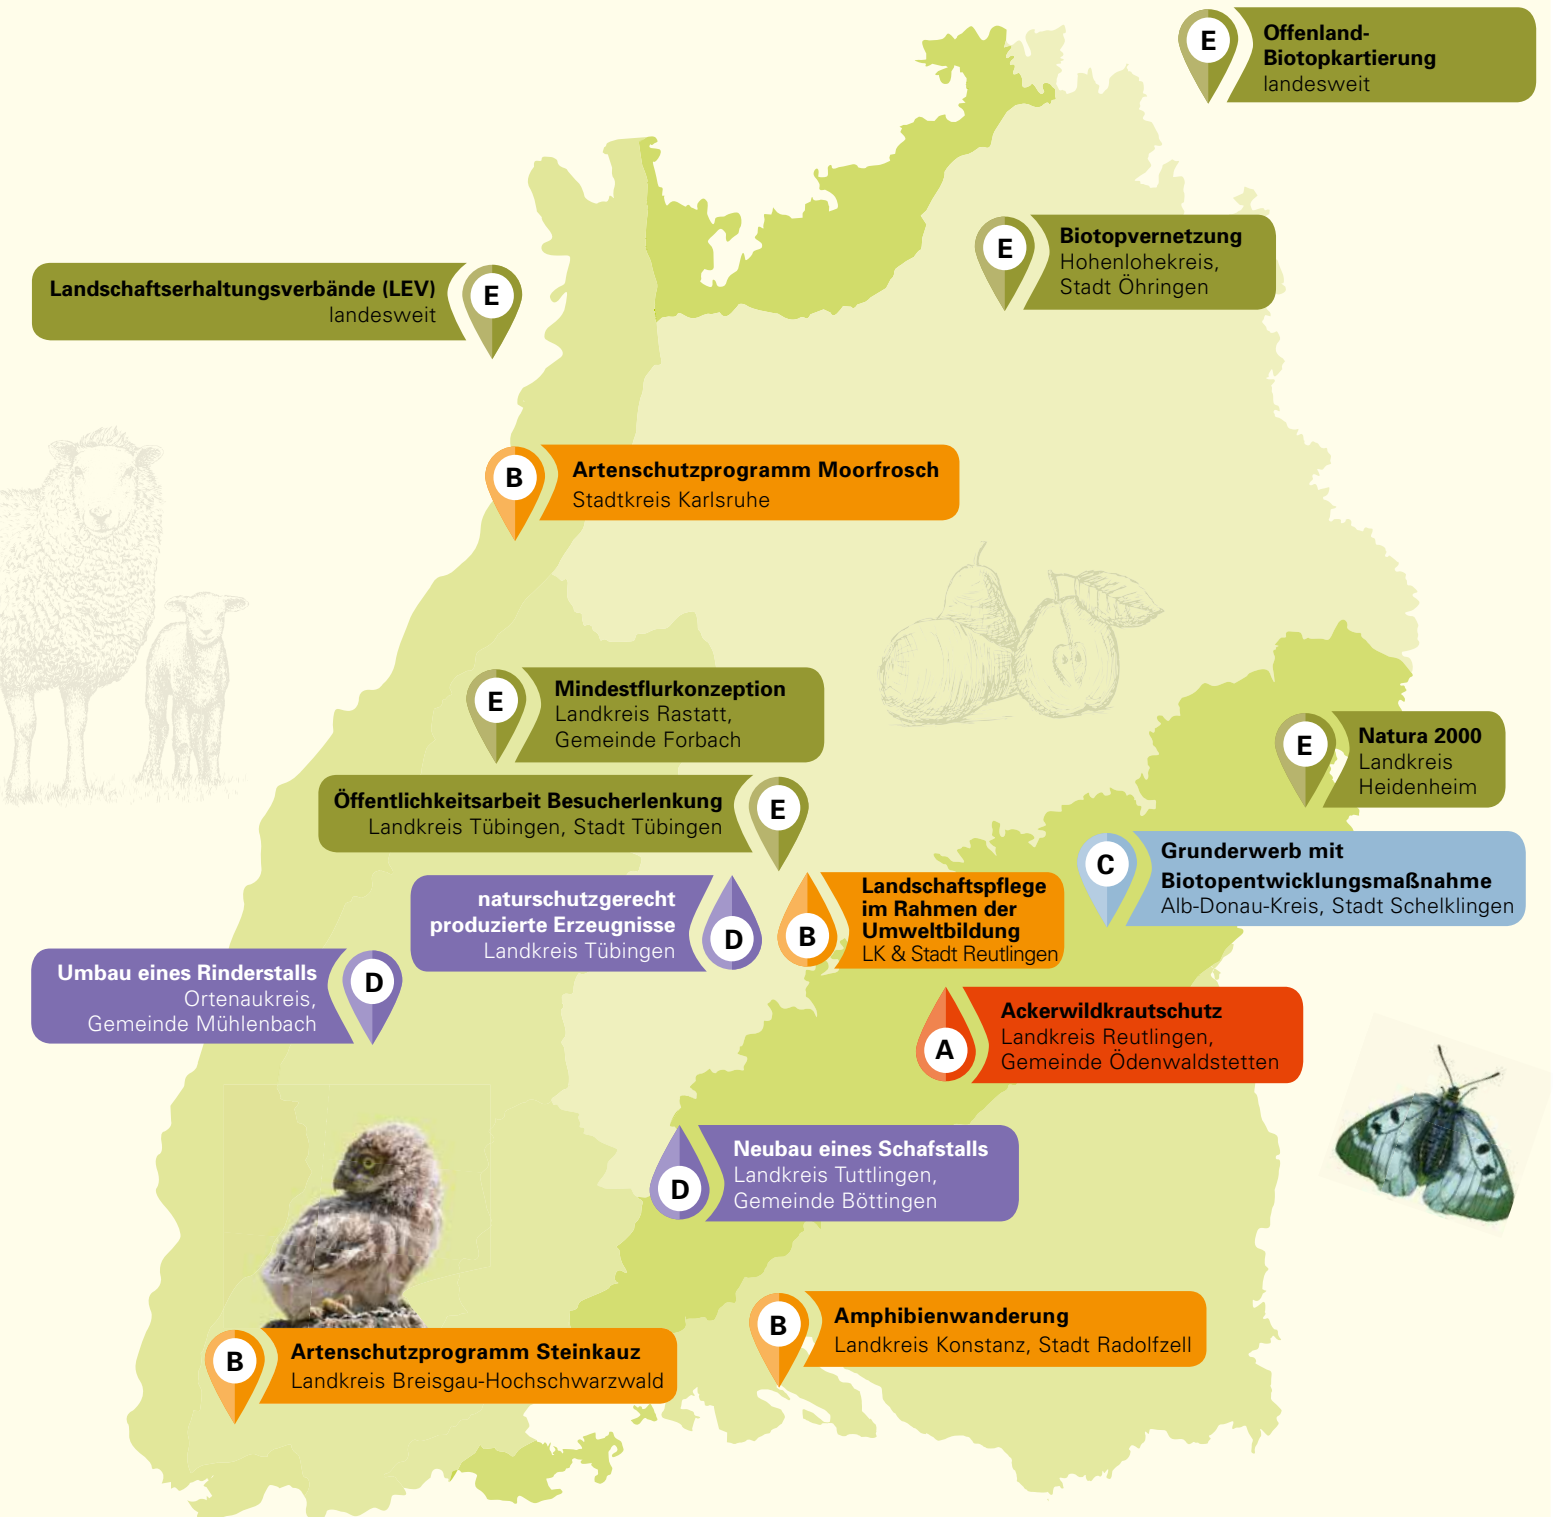 E
Offenland-
Biotopkartierung
landesweit
E
Biotopvernetzung
Hohenlohekreis,
Stadt Öhringen
Landschaftserhaltungsverbände (LEV)
landesweit
E
B
Artenschutzprogramm Moorfrosch
Stadtkreis Karlsruhe
E
Mindestflurkonzeption
Landkreis Rastatt,
Gemeinde Forbach
E
Natura 2000
Landkreis
Heidenheim
Öffentlichkeitsarbeit Besucherlenkung
Landkreis Tübingen, Stadt Tübingen
E
C
Grunderwerb mit
Biotopentwicklungsmaßnahme
Alb-Donau-Kreis, Stadt Schelklingen
naturschutzgerecht
produzierte Erzeugnisse
Landkreis Tübingen
D
B
Landschaftspflege
im Rahmen der
Umweltbildung
LK & Stadt Reutlingen
Umbau eines Rinderstalls
Ortenaukreis,
Gemeinde Mühlenbach
D
A
Ackerwildkrautschutz
Landkreis Reutlingen,
Gemeinde Ödenwaldstetten
D
Neubau eines Schafstalls
Landkreis Tuttlingen,
Gemeinde Böttingen
B
Amphibienwanderung
Landkreis Konstanz, Stadt Radolfzell
B
Artenschutzprogramm Steinkauz
Landkreis Breisgau-Hochschwarzwald